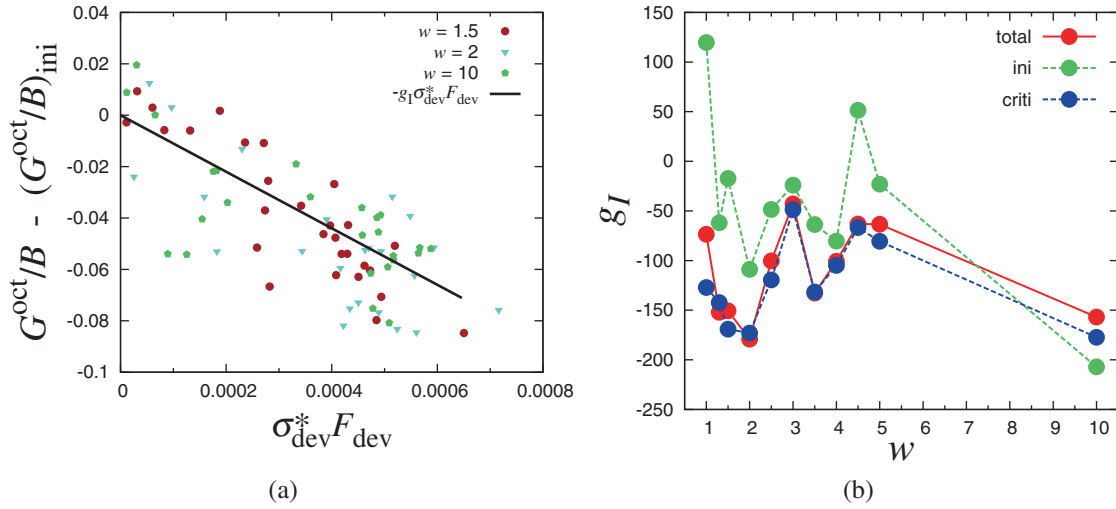 w = 1.5
w = 2
w = 10
-g_I σ*_dev F_dev
0.04
0.02
0
-0.02
-0.04
-0.06
-0.08
-0.1
0 0.0002 0.0004 0.0006 0.0008
G^oct/B - (G^oct/B)_ini
σ*_dev F_dev
(a)
total
ini
criti
150
100
50
0
-50
-100
-150
-200
-250
1 2 3 4 5 6 7 8 9 10
g_I
w
(b)